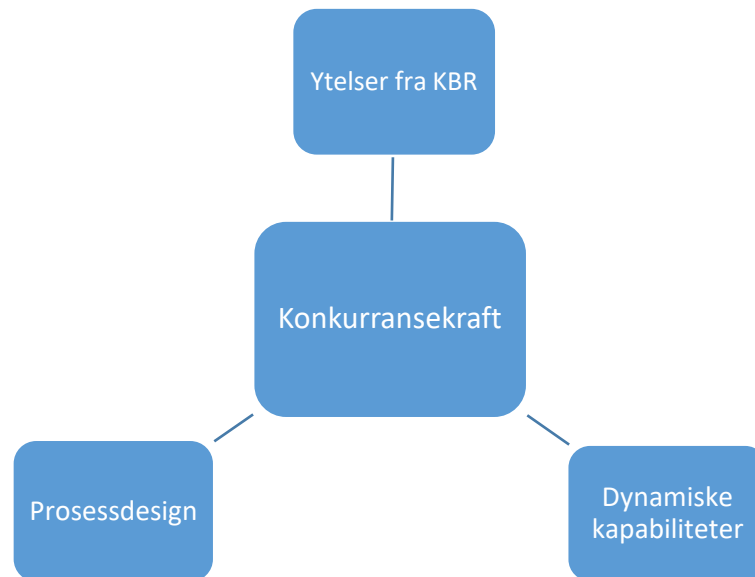 Ytelser fra KBR
Konkurransekraft
Prosessdesign
Dynamiske
kapabiliteter